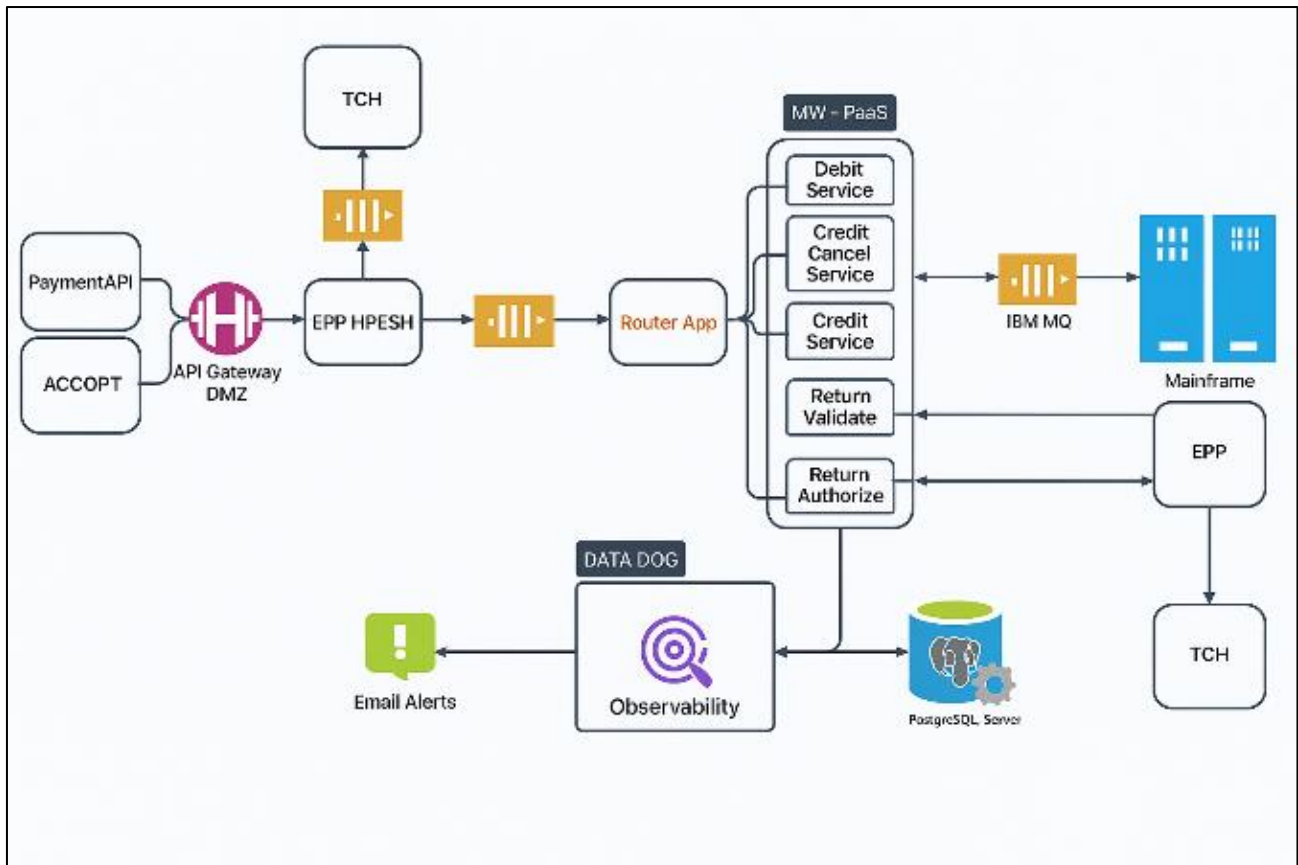 TCH
MW - PaaS
Debit
Service
Credit
Cancel
Service
PaymentAPI
EPP HPESH
Router App
Credit
Service
IBM MQ
API Gateway
DMZ
ACCOPT
Mainframe
Return
Validate
EPP
Return
Authorize
DATA DOG
TCH
Email Alerts
Observability
PostgreSQL, Server